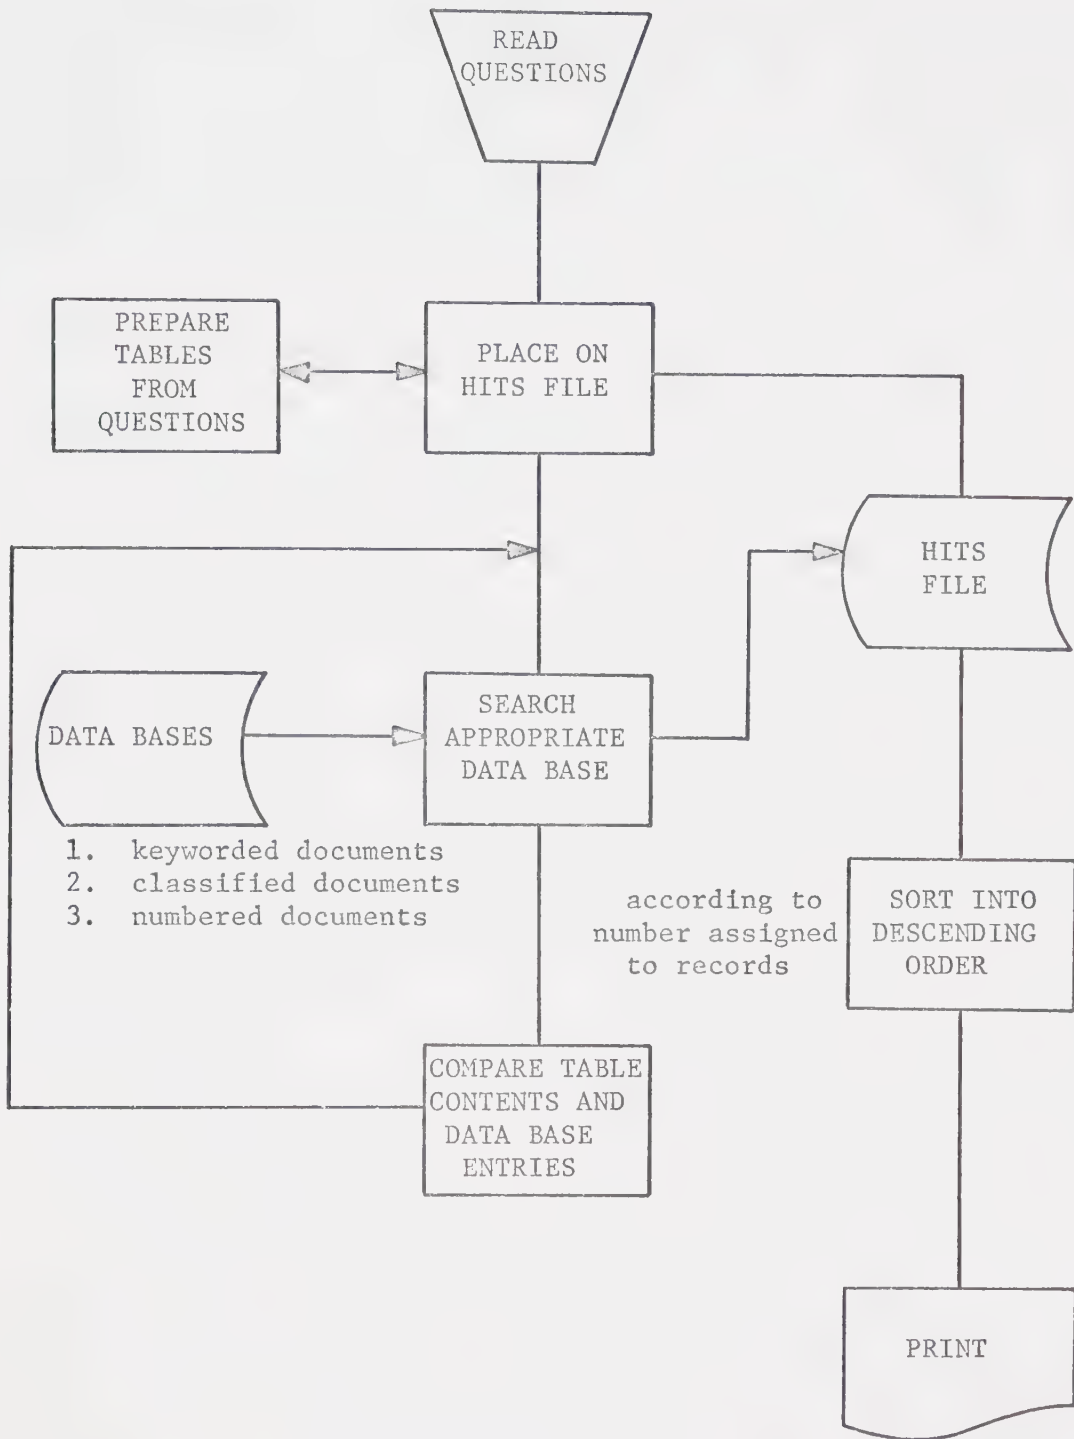 READ
QUESTIONS
PREPARE
TABLES
FROM
QUESTIONS
PLACE ON
HITS FILE
HITS
FILE
DATA BASES
SEARCH
APPROPRIATE
DATA BASE
1. keyworded documents
2. classified documents
3. numbered documents
according to
number assigned
to records
SORT INTO
DESCENDING
ORDER
COMPARE TABLE
CONTENTS AND
DATA BASE
ENTRIES
PRINT